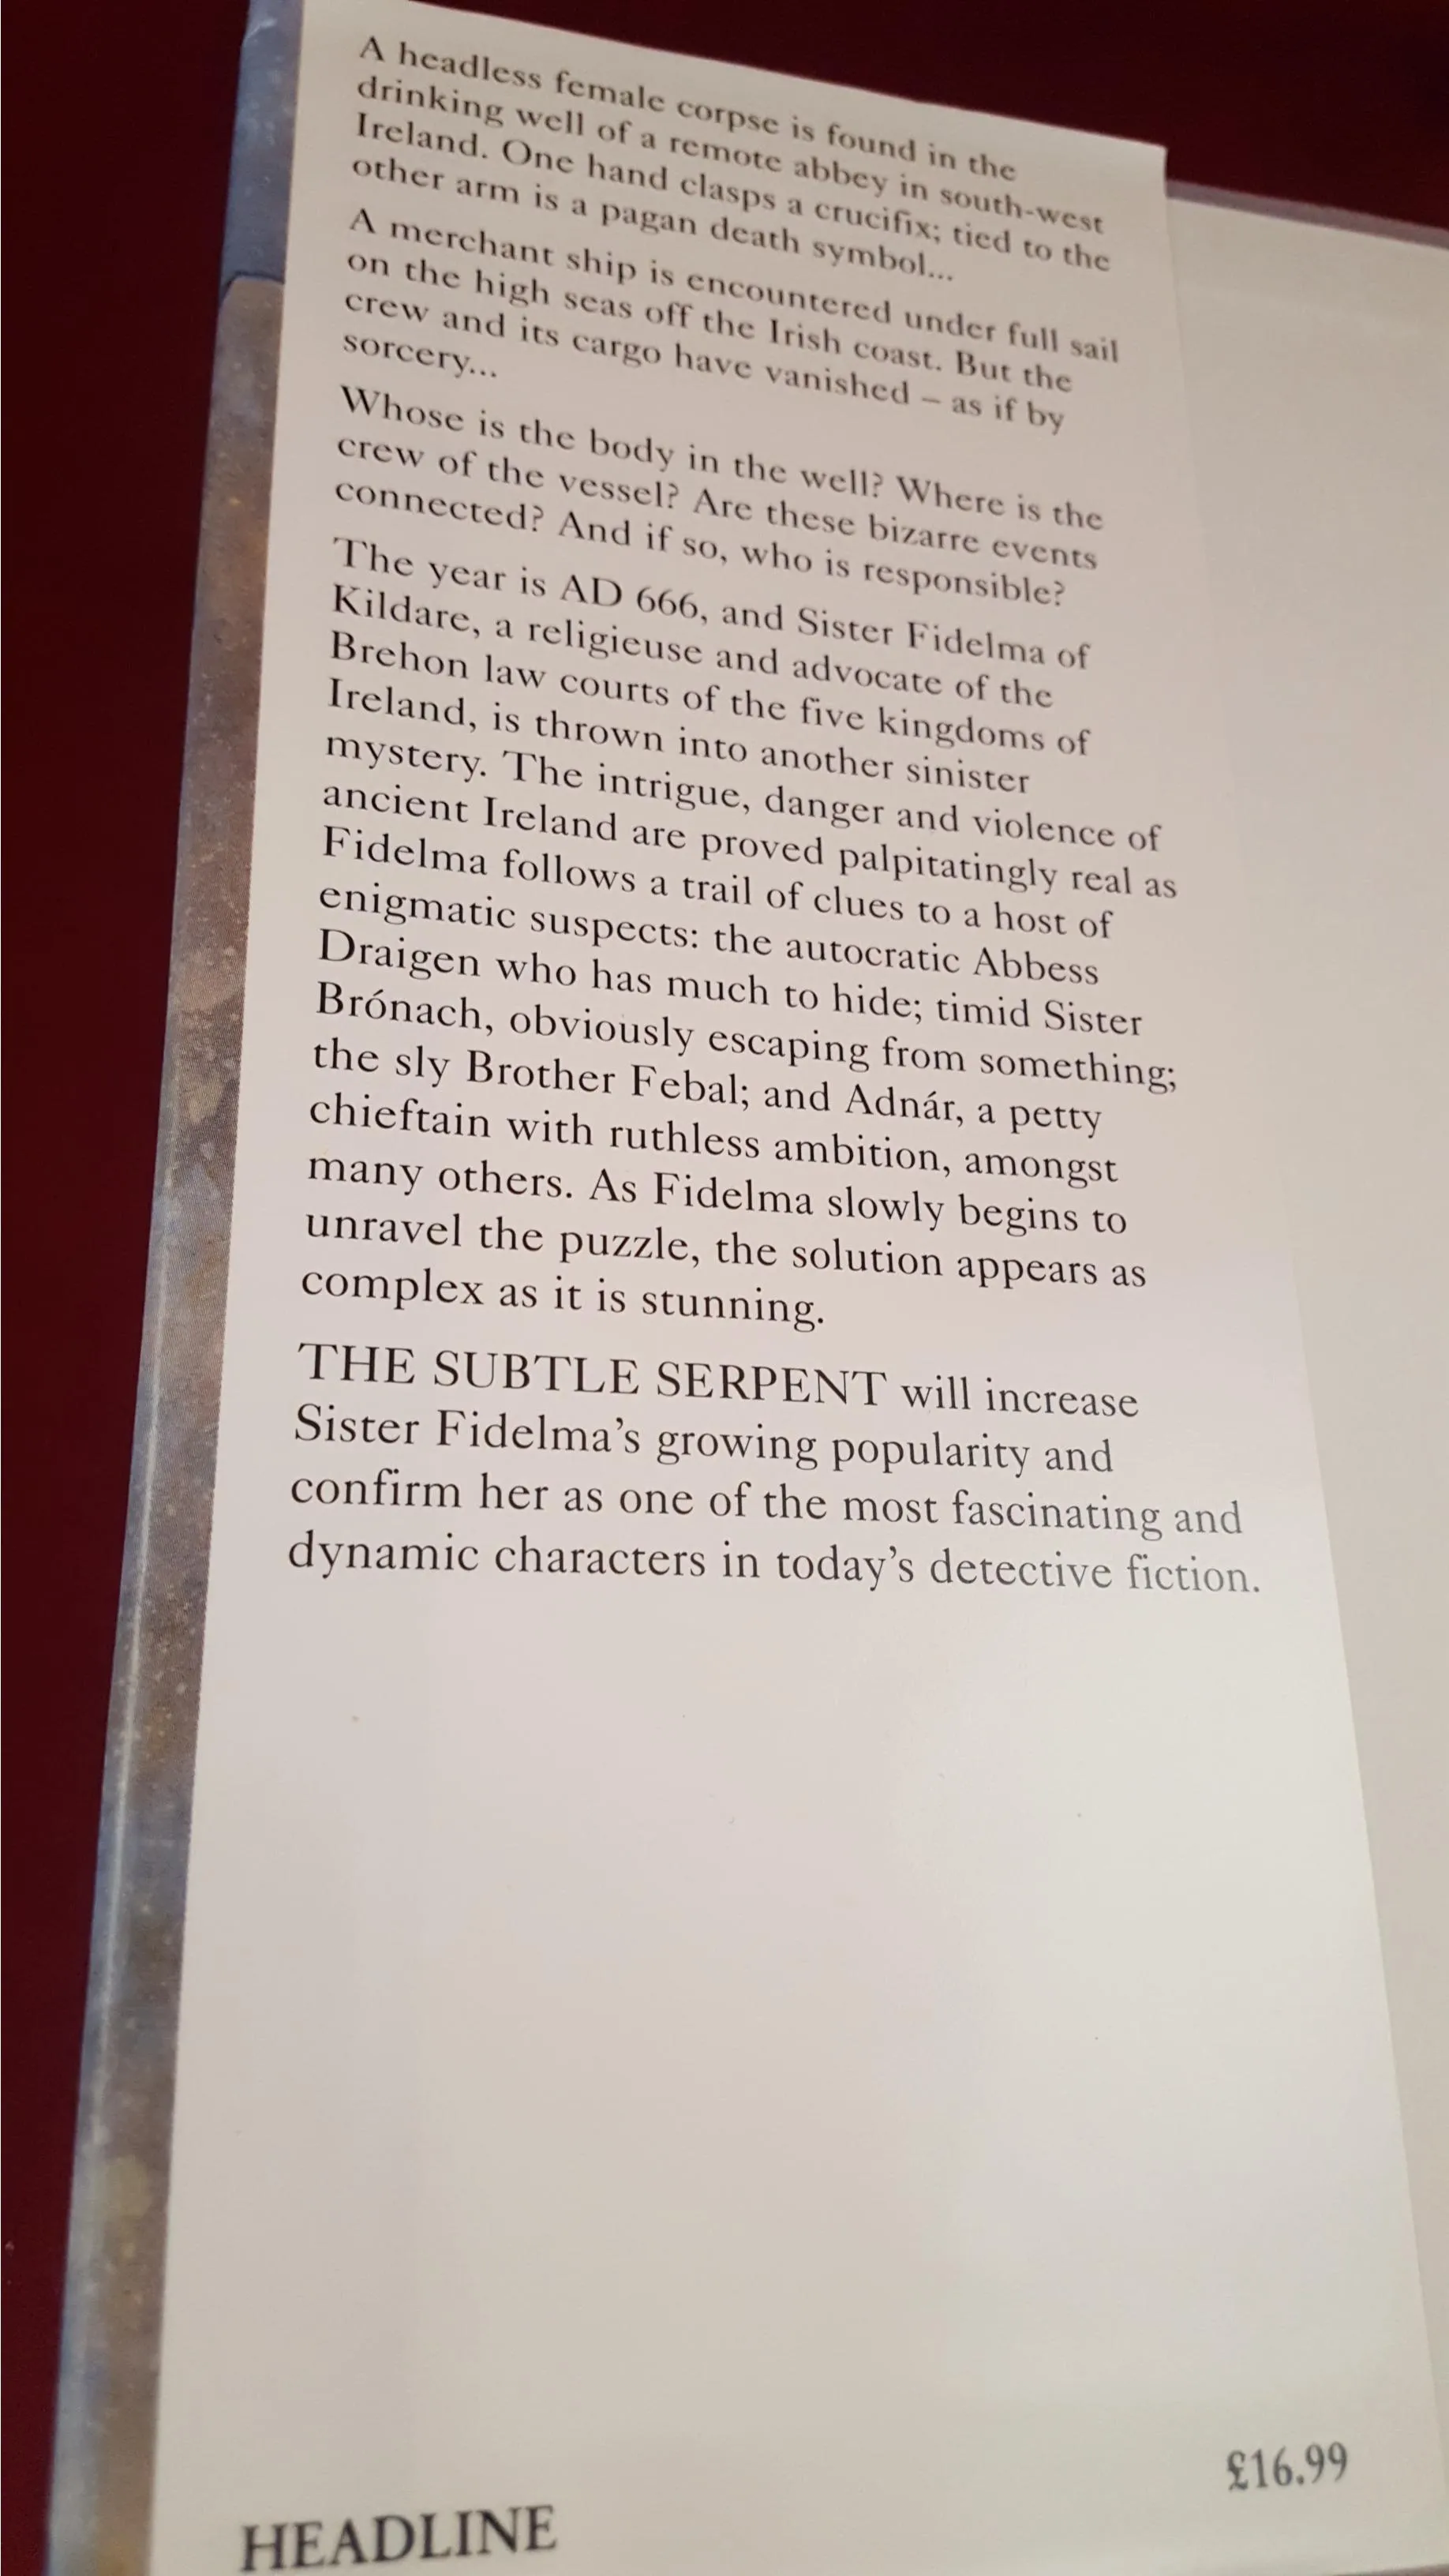 A headless female corpse is found in the
drinking well of a remote abbey in south-west
Ireland. One hand clasps a crucifix; tied to the
other arm is a pagan death symbol...
A merchant ship is encountered under full sail
on the high seas off the Irish coast. But the
crew and its cargo have vanished – as if by
sorcery...
Whose is the body in the well? Where is the
crew of the vessel? Are these bizarre events
connected? And if so, who is responsible?
The year is AD 666, and Sister Fidelma of
Kildare, a religieuse and advocate of the
Brehon law courts of the five kingdoms of
Ireland, is thrown into another sinister
mystery. The intrigue, danger and violence of
ancient Ireland are proved palpitatingly real as
Fidelma follows a trail of clues to a host of
enigmatic suspects: the autocratic Abbess
Draigen who has much to hide; timid Sister
Brónach, obviously escaping from something;
the sly Brother Febal; and Adnár, a petty
chieftain with ruthless ambition, amongst
many others. As Fidelma slowly begins to
unravel the puzzle, the solution appears as
complex as it is stunning.
THE SUBTLE SERPENT will increase
Sister Fidelma’s growing popularity and
confirm her as one of the most fascinating and
dynamic characters in today’s detective fiction.
£16.99
HEADLINE